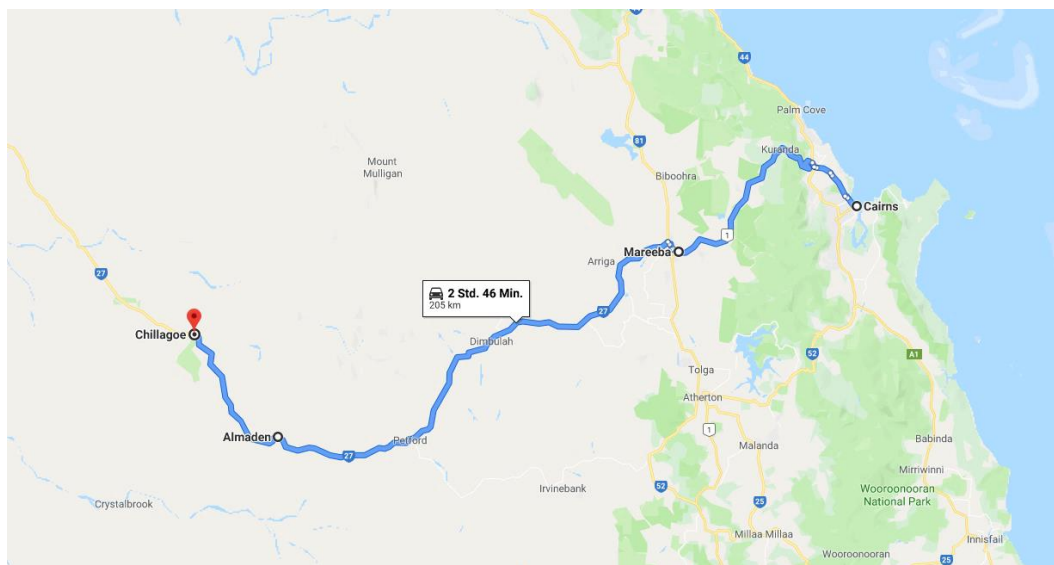 44
Palm Cove
81
Kuranda
Mount
Mulligan
Biboohra
Cairns
1
Mareeba
Arriga
27
2 Std. 46 Min.
205 km
27
Chillagoe
Dimbulah
52
A1
Tolga
Atherton
1
Almaden
Petford
Malanda
Babinda
27
Mirriwinni
Irvinebank
52
Wooroonooran
National Park
25
Crystalbrook
Millaa Millaa
Innisfail
Wooroonooran
25